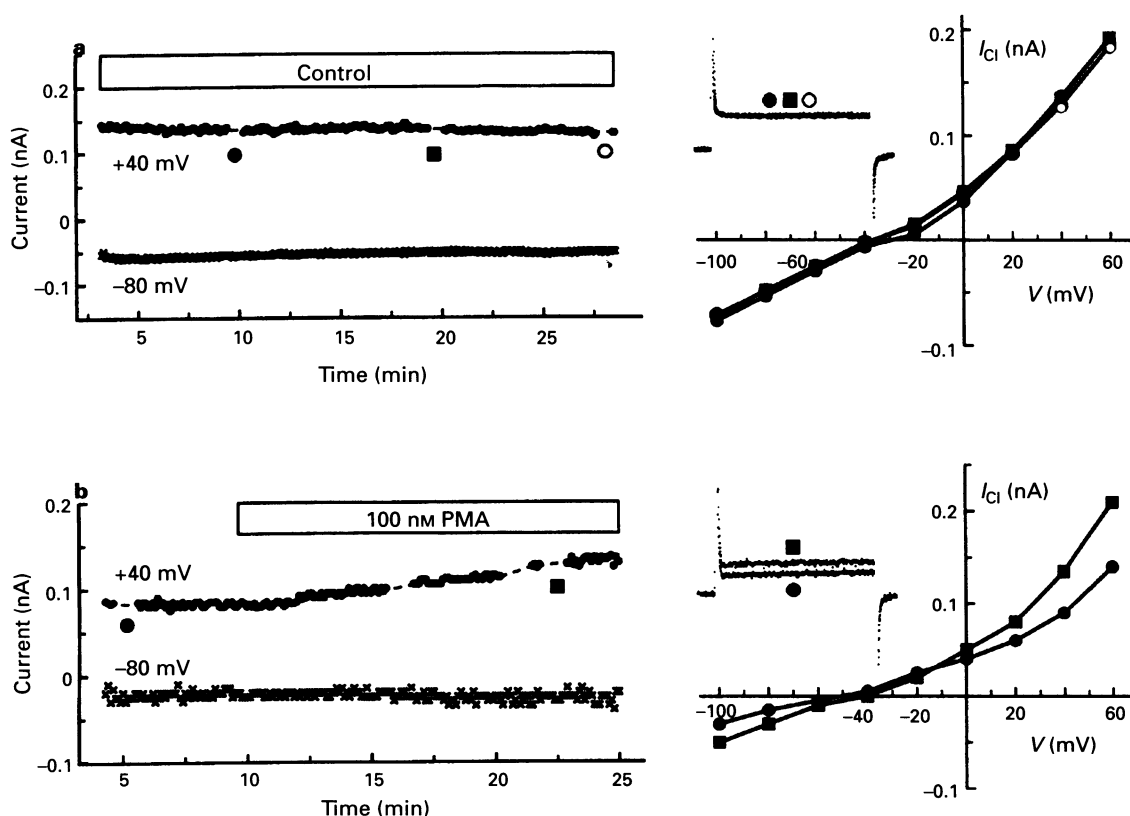 a
Control
0.2
0.1
0
−0.1
Current (nA)
+40 mV
−80 mV
5
10
15
20
25
Time (min)
I_Cl (nA)
0.2
0.1
−0.1
−100
−60
−20
20
60
V (mV)
b
100 nM PMA
0.2
0.1
0
−0.1
Current (nA)
+40 mV
−80 mV
5
10
15
20
25
Time (min)
I_Cl (nA)
0.2
0.1
−0.1
−100
−40
−20
20
60
V (mV)